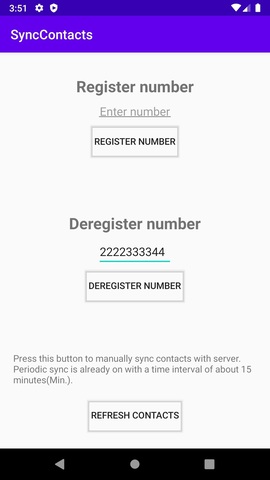 3:51
SyncContacts
Register number
Enter number
REGISTER NUMBER
Deregister number
2222333344
DEREGISTER NUMBER
Press this button to manually sync contacts with server.
Periodic sync is already on with a time interval of about 15
minutes(Min.).
REFRESH CONTACTS